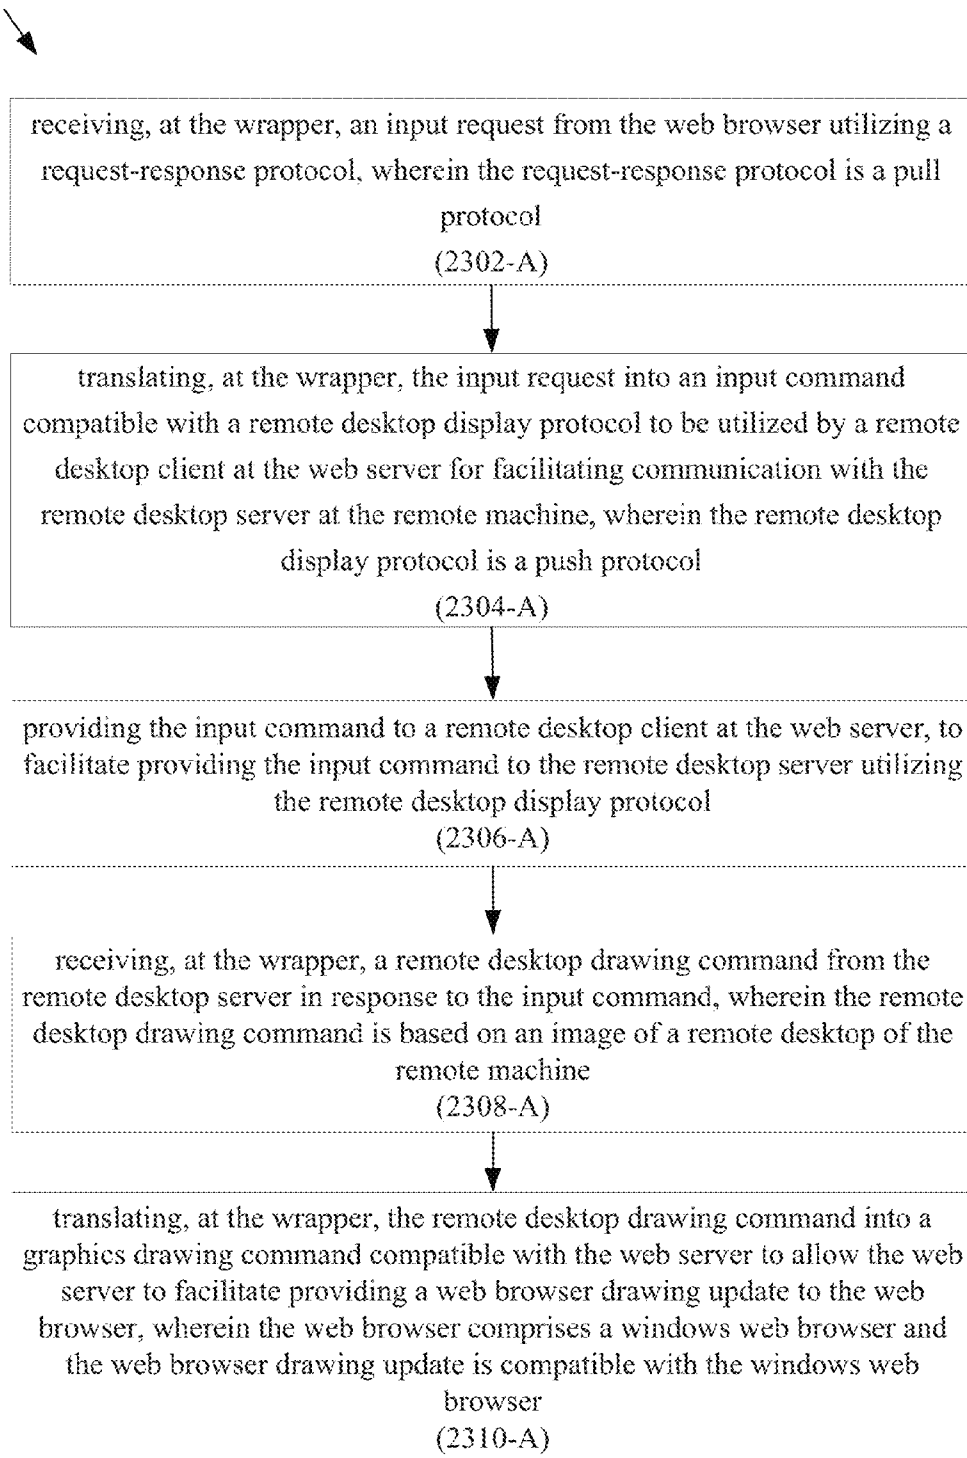 receiving, at the wrapper, an input request from the web browser utilizing a
request-response protocol, wherein the request-response protocol is a pull
protocol
(2302-A)
translating, at the wrapper, the input request into an input command
compatible with a remote desktop display protocol to be utilized by a remote
desktop client at the web server for facilitating communication with the
remote desktop server at the remote machine, wherein the remote desktop
display protocol is a push protocol
(2304-A)
providing the input command to a remote desktop client at the web server, to
facilitate providing the input command to the remote desktop server utilizing
the remote desktop display protocol
(2306-A)
receiving, at the wrapper, a remote desktop drawing command from the
remote desktop server in response to the input command, wherein the remote
desktop drawing command is based on an image of a remote desktop of the
remote machine
(2308-A)
translating, at the wrapper, the remote desktop drawing command into a
graphics drawing command compatible with the web server to allow the web
server to facilitate providing a web browser drawing update to the web
browser, wherein the web browser comprises a windows web browser and
the web browser drawing update is compatible with the windows web
browser
(2310-A)